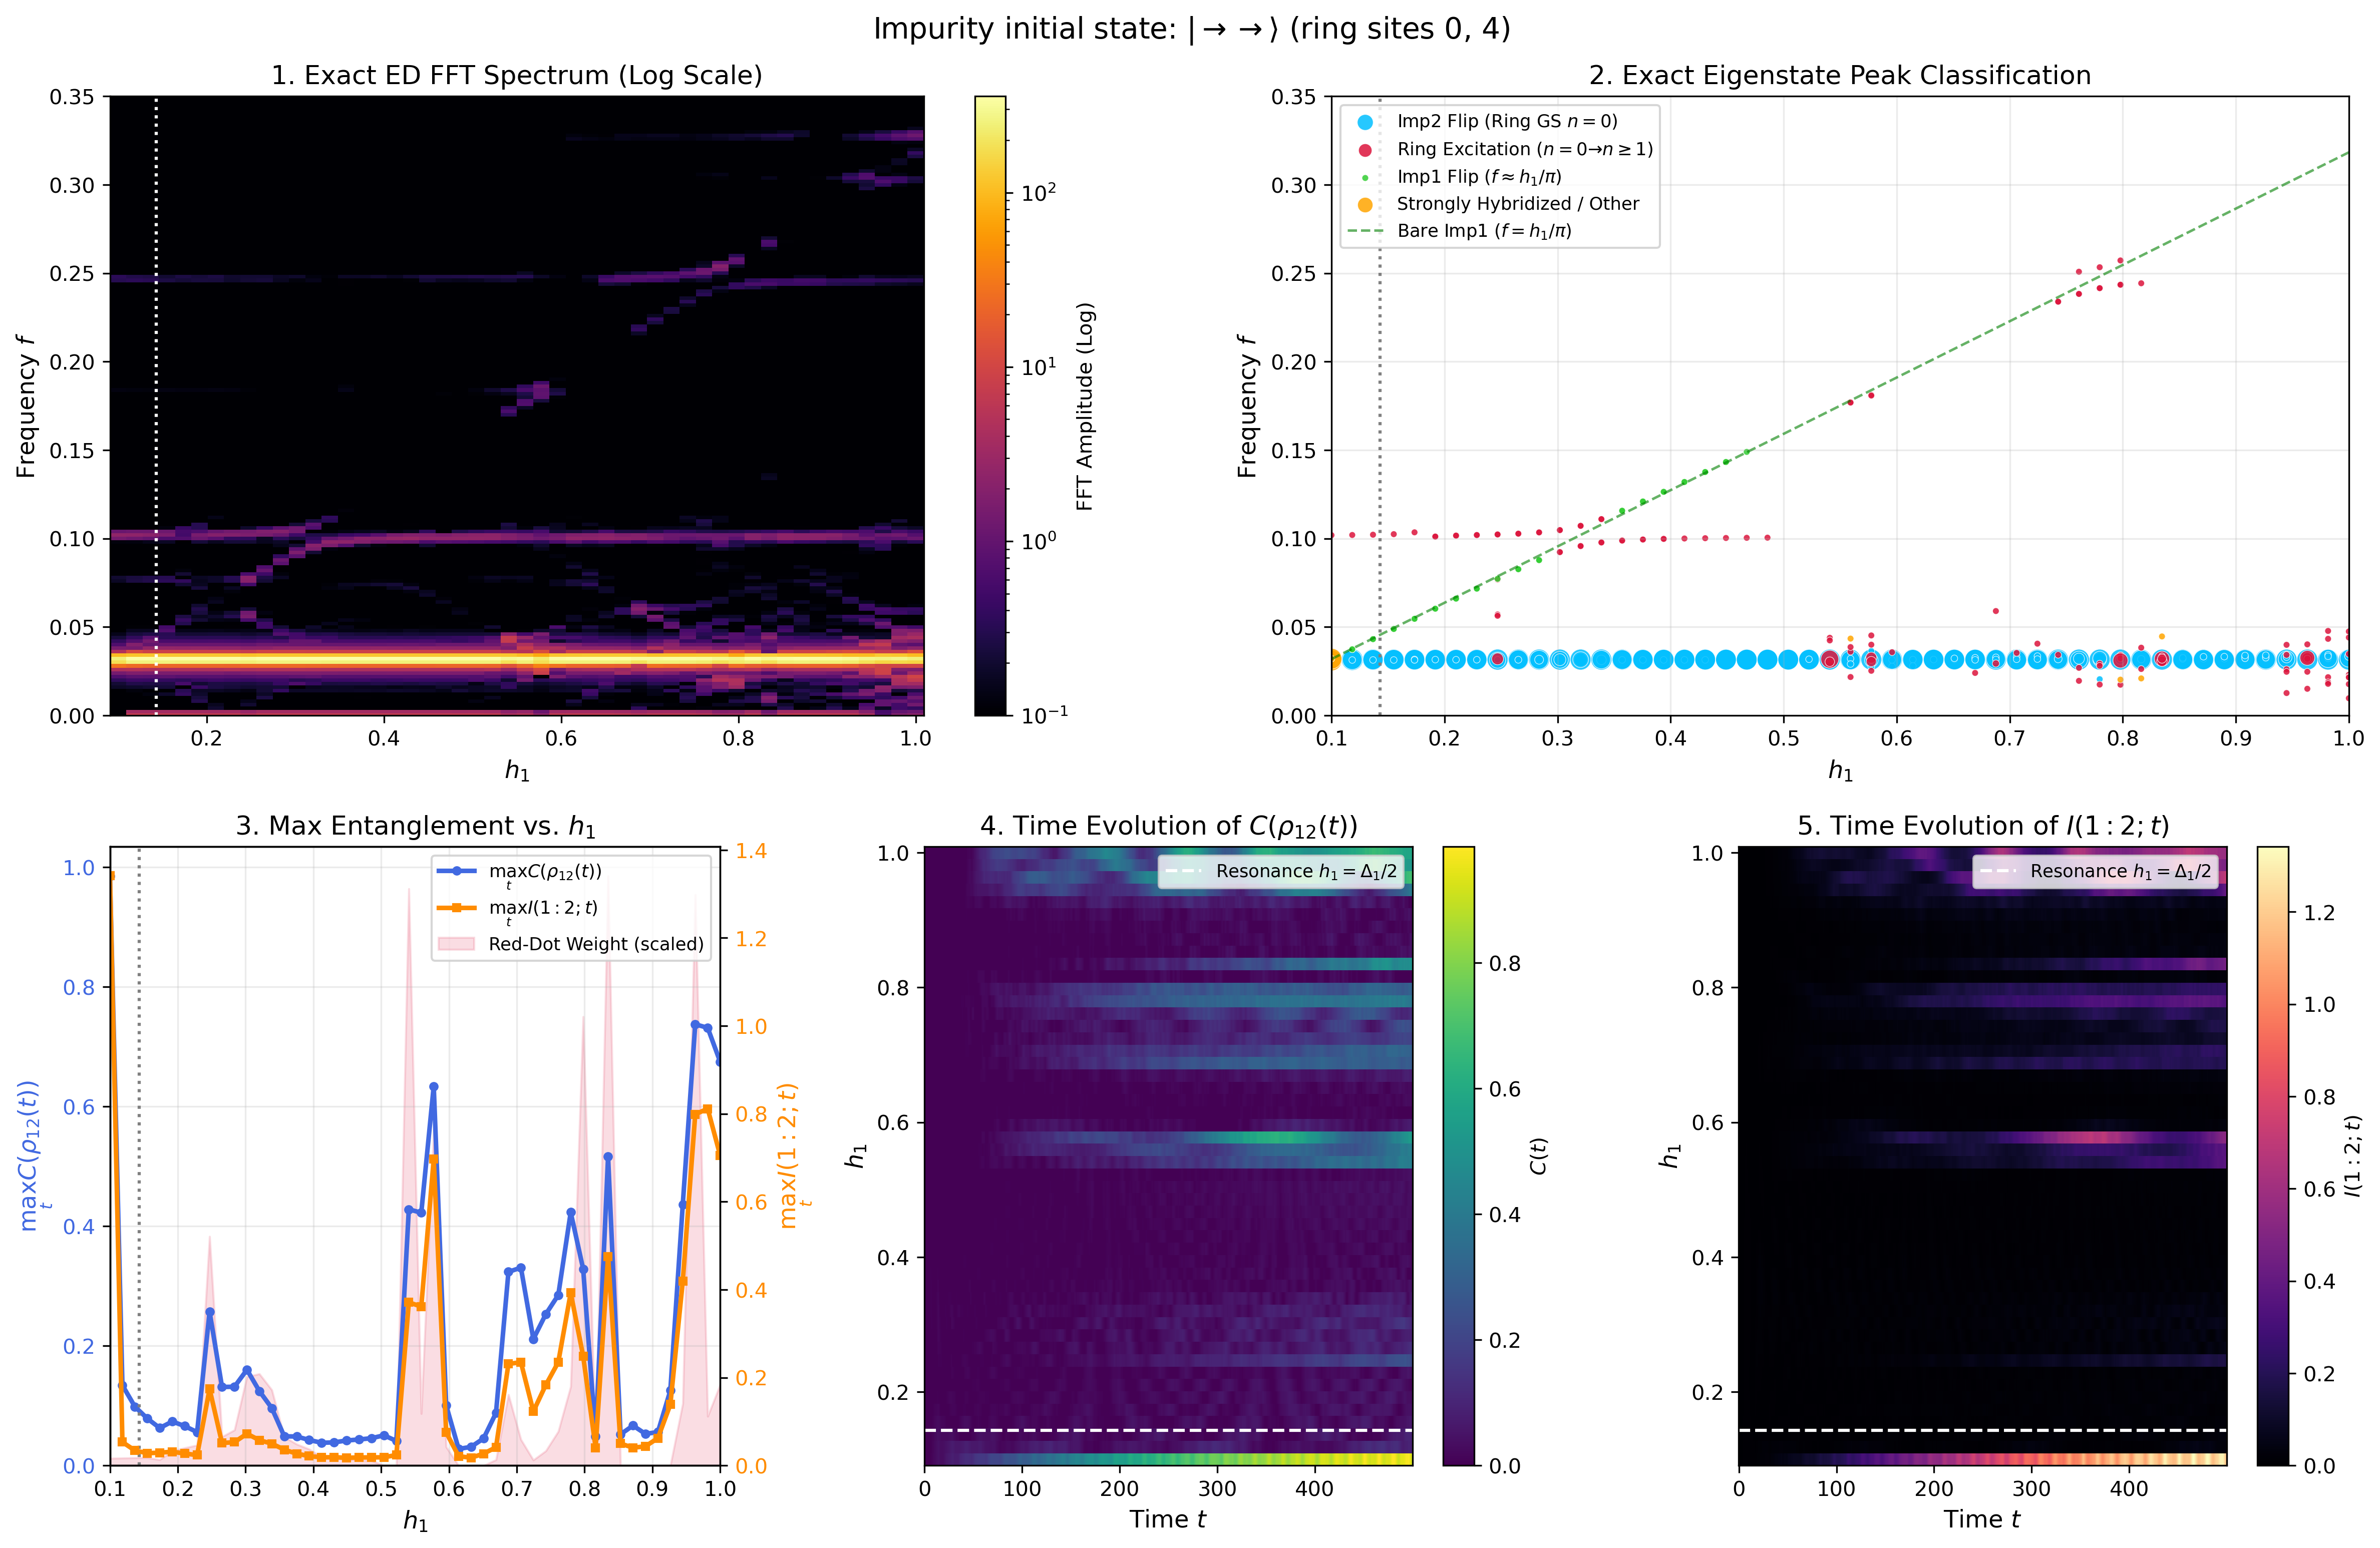 Impurity initial state: |→→⟩ (ring sites 0, 4)
1. Exact ED FFT Spectrum (Log Scale)
Frequency f
0.35
0.30
0.25
0.20
0.15
0.10
0.05
0.00
0.2
0.4
0.6
0.8
1.0
h₁
10²
10¹
10⁰
10⁻¹
FFT Amplitude (Log)
2. Exact Eigenstate Peak Classification
Imp2 Flip (Ring GS n = 0)
Ring Excitation (n = 0→n ≥ 1)
Imp1 Flip (f ≈ h₁/π)
Strongly Hybridized / Other
Bare Imp1 (f = h₁/π)
Frequency f
0.35
0.30
0.25
0.20
0.15
0.10
0.05
0.00
0.1
0.2
0.3
0.4
0.5
0.6
0.7
0.8
0.9
1.0
h₁
3. Max Entanglement vs. h₁
max C(ρ₁₂(t))
t
max I(1 : 2; t)
t
Red-Dot Weight (scaled)
max C(ρ₁₂(t))
t
1.0
0.8
0.6
0.4
0.2
0.0
0.1
0.2
0.3
0.4
0.5
0.6
0.7
0.8
0.9
1.0
h₁
1.4
1.2
1.0
0.8
0.6
0.4
0.2
0.0
max I(1 : 2; t)
t
4. Time Evolution of C(ρ₁₂(t))
Resonance h₁ = Δ₁/2
h₁
1.0
0.8
0.6
0.4
0.2
0
100
200
300
400
Time t
0.8
0.6
0.4
0.2
0.0
C(t)
5. Time Evolution of I(1 : 2; t)
Resonance h₁ = Δ₁/2
h₁
1.0
0.8
0.6
0.4
0.2
0
100
200
300
400
Time t
1.2
1.0
0.8
0.6
0.4
0.2
0.0
I(1 : 2; t)